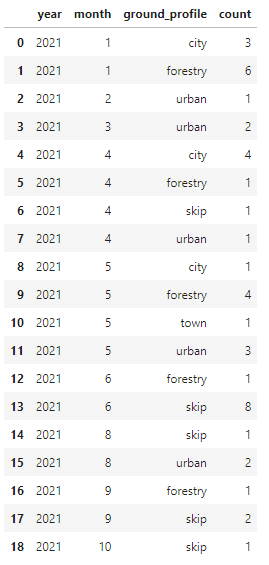 year month ground_profile count
0 2021 1 city 3
1 2021 1 forestry 6
2 2021 2 urban 1
3 2021 3 urban 2
4 2021 4 city 4
5 2021 4 forestry 1
6 2021 4 skip 1
7 2021 4 urban 1
8 2021 5 city 1
9 2021 5 forestry 4
10 2021 5 town 1
11 2021 5 urban 3
12 2021 6 forestry 1
13 2021 6 skip 8
14 2021 8 skip 1
15 2021 8 urban 2
16 2021 9 forestry 1
17 2021 9 skip 2
18 2021 10 skip 1